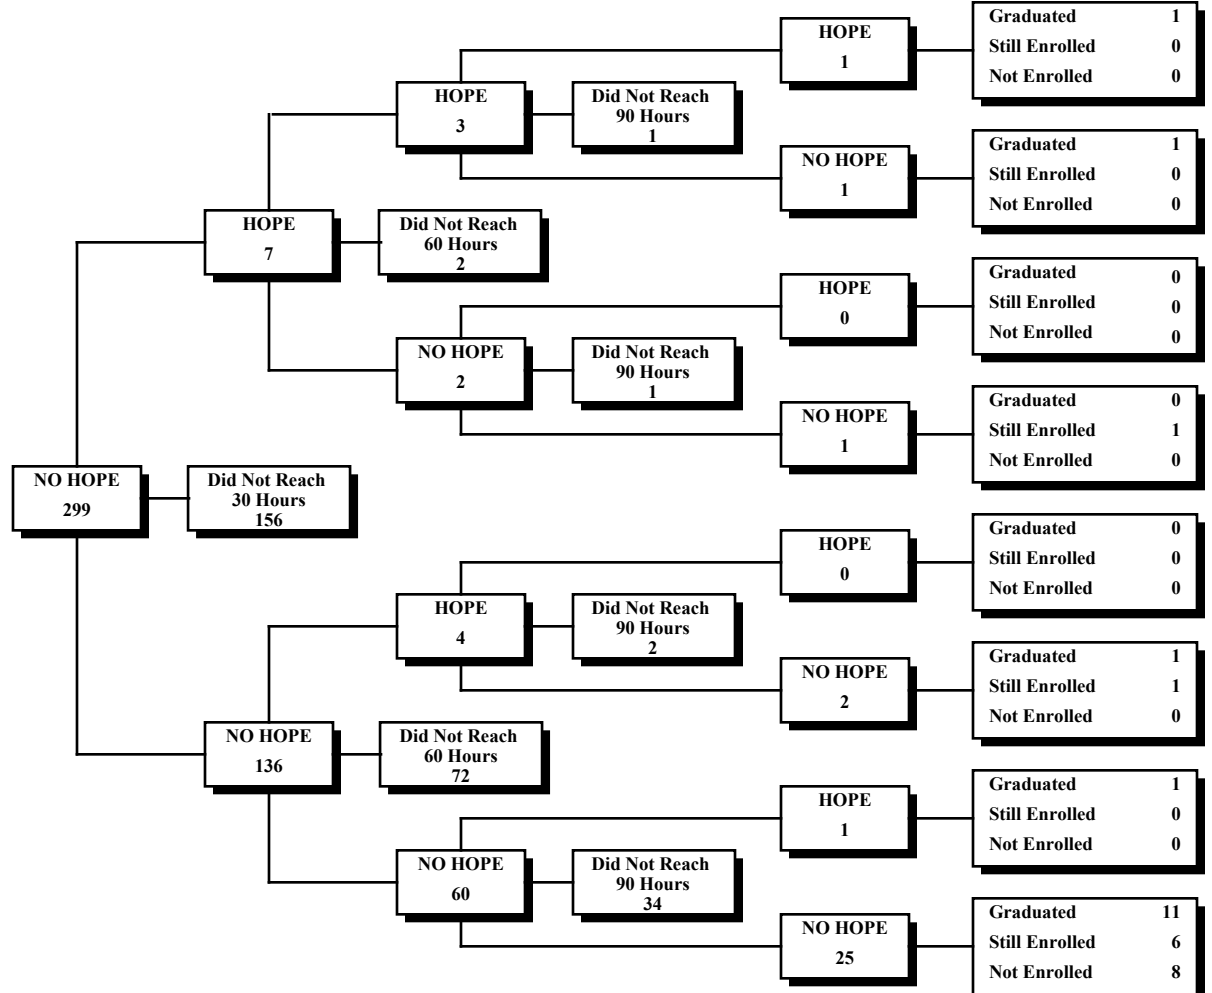 HOPE
1
Graduated 1
Still Enrolled 0
Not Enrolled 0
HOPE
3
Did Not Reach
90 Hours
1
NO HOPE
1
Graduated 1
Still Enrolled 0
Not Enrolled 0
HOPE
7
Did Not Reach
60 Hours
2
HOPE
0
Graduated 0
Still Enrolled 0
Not Enrolled 0
NO HOPE
2
Did Not Reach
90 Hours
1
NO HOPE
1
Graduated 0
Still Enrolled 1
Not Enrolled 0
NO HOPE
299
Did Not Reach
30 Hours
156
HOPE
0
Graduated 0
Still Enrolled 0
Not Enrolled 0
HOPE
4
Did Not Reach
90 Hours
2
NO HOPE
2
Graduated 1
Still Enrolled 1
Not Enrolled 0
NO HOPE
136
Did Not Reach
60 Hours
72
HOPE
1
Graduated 1
Still Enrolled 0
Not Enrolled 0
NO HOPE
60
Did Not Reach
90 Hours
34
NO HOPE
25
Graduated 11
Still Enrolled 6
Not Enrolled 8